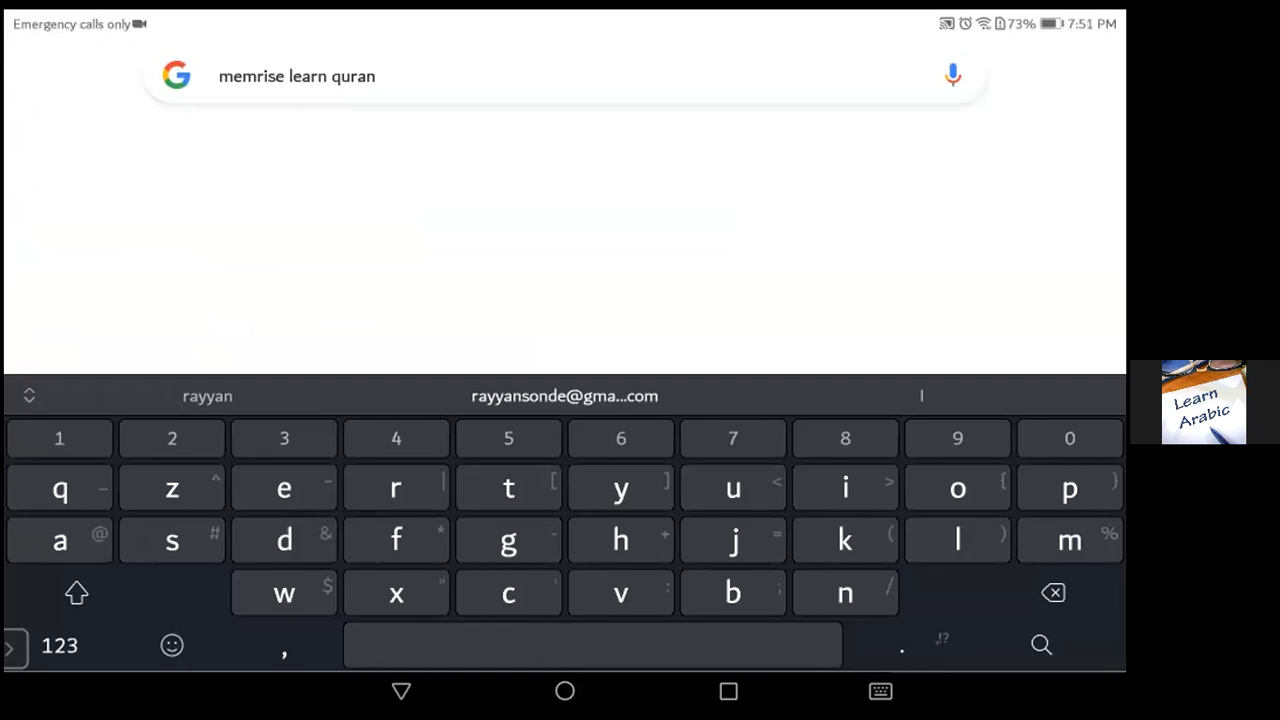 Emergency calls only 73% 7:51 PM
memrise learn quran
rayyan rayyansonde@gma...com I
1 2 3 4 5 6 7 8 9 0
q _ z ^ e ~ r | t [ y ] u < i > o { p }
a @ s # d & f * g - h + j = k ( l ) m %
w $ x " c ' v : b ; n /
123 , . ,!?
Learn
Arabic